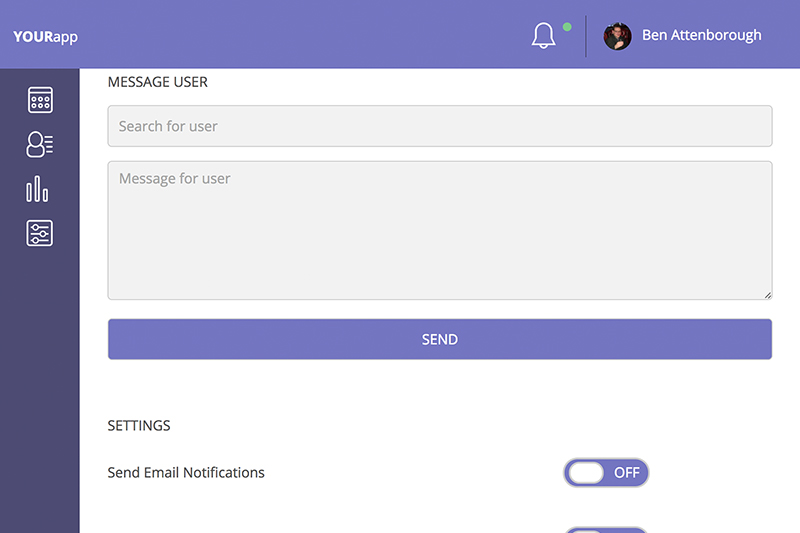 YOURapp
Ben Attenborough
MESSAGE USER
Search for user
Message for user
SEND
SETTINGS
Send Email Notifications
OFF